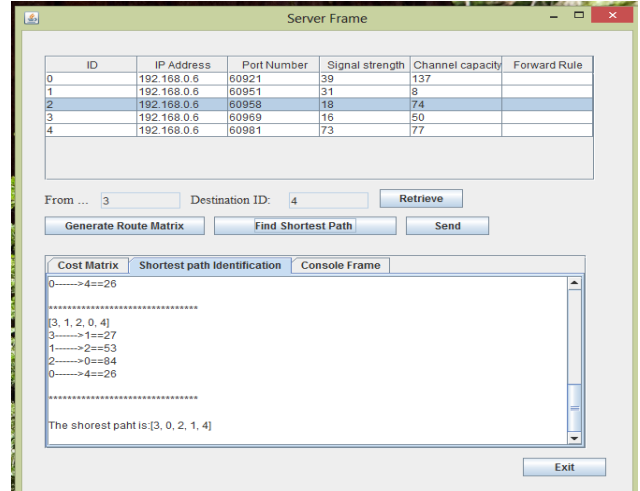 Server Frame
ID IP Address Port Number Signal strength Channel capacity Forward Rule
0 192.168.0.6 60921 39 137
1 192.168.0.6 60951 31 8
2 192.168.0.6 60958 18 74
3 192.168.0.6 60969 16 50
4 192.168.0.6 60981 73 77
From ... 3 Destination ID: 4 Retrieve
Generate Route Matrix Find Shortest Path Send
Cost Matrix Shortest path Identification Console Frame
0------>4==26
*******************************
[3, 1, 2, 0, 4]
3------>1==27
1------>2==53
2------>0==84
0------>4==26
*******************************
The shorest paht is:[3, 0, 2, 1, 4]
Exit